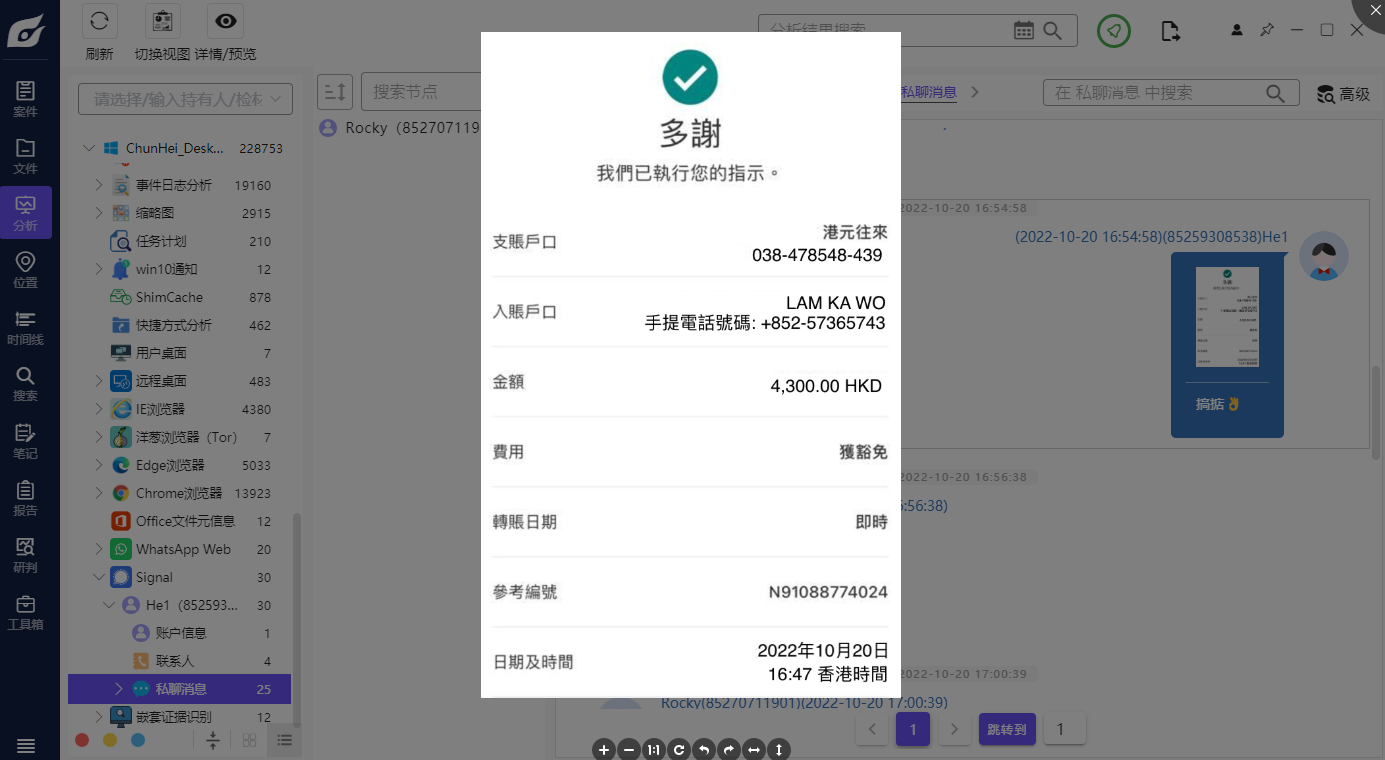 刷新
切换视图
详情/预览
分析结果搜索
案件
文件
分析
位置
时间线
搜索
笔记
报告
研判
工具箱
请选择/输入持有人/检材
ChunHei_Desk... 228753
事件日志分析 19160
缩略图 2915
任务计划 210
win10通知 12
ShimCache 878
快捷方式分析 462
用户桌面 7
远程桌面 483
IE浏览器 4380
洋葱浏览器（Tor） 7
Edge浏览器 5033
Chrome浏览器 13923
Office文件元信息 12
WhatsApp Web 20
Signal 30
He1（852593... 30
账户信息 1
联系人 4
私聊消息 25
嵌套证据识别 12
搜索节点
Rocky（852707119
多謝
我們已執行您的指示。
支賬戶口
港元往來
038-478548-439
入賬戶口
LAM KA WO
手提電話號碼: +852-57365743
金額
4,300.00 HKD
費用
獲豁免
轉賬日期
即時
參考編號
N91088774024
日期及時間
2022年10月20日
16:47 香港時間
1:1
私聊消息
在 私聊消息 中搜索
高级
2022-10-20 16:54:58
(2022-10-20 16:54:58)(85259308538)He1
搞掂👌
2022-10-20 16:56:38
:56:38)
2022-10-20 17:00:39
Rocky(85270711901)(2022-10-20 17:00:39)
1
跳转到
1